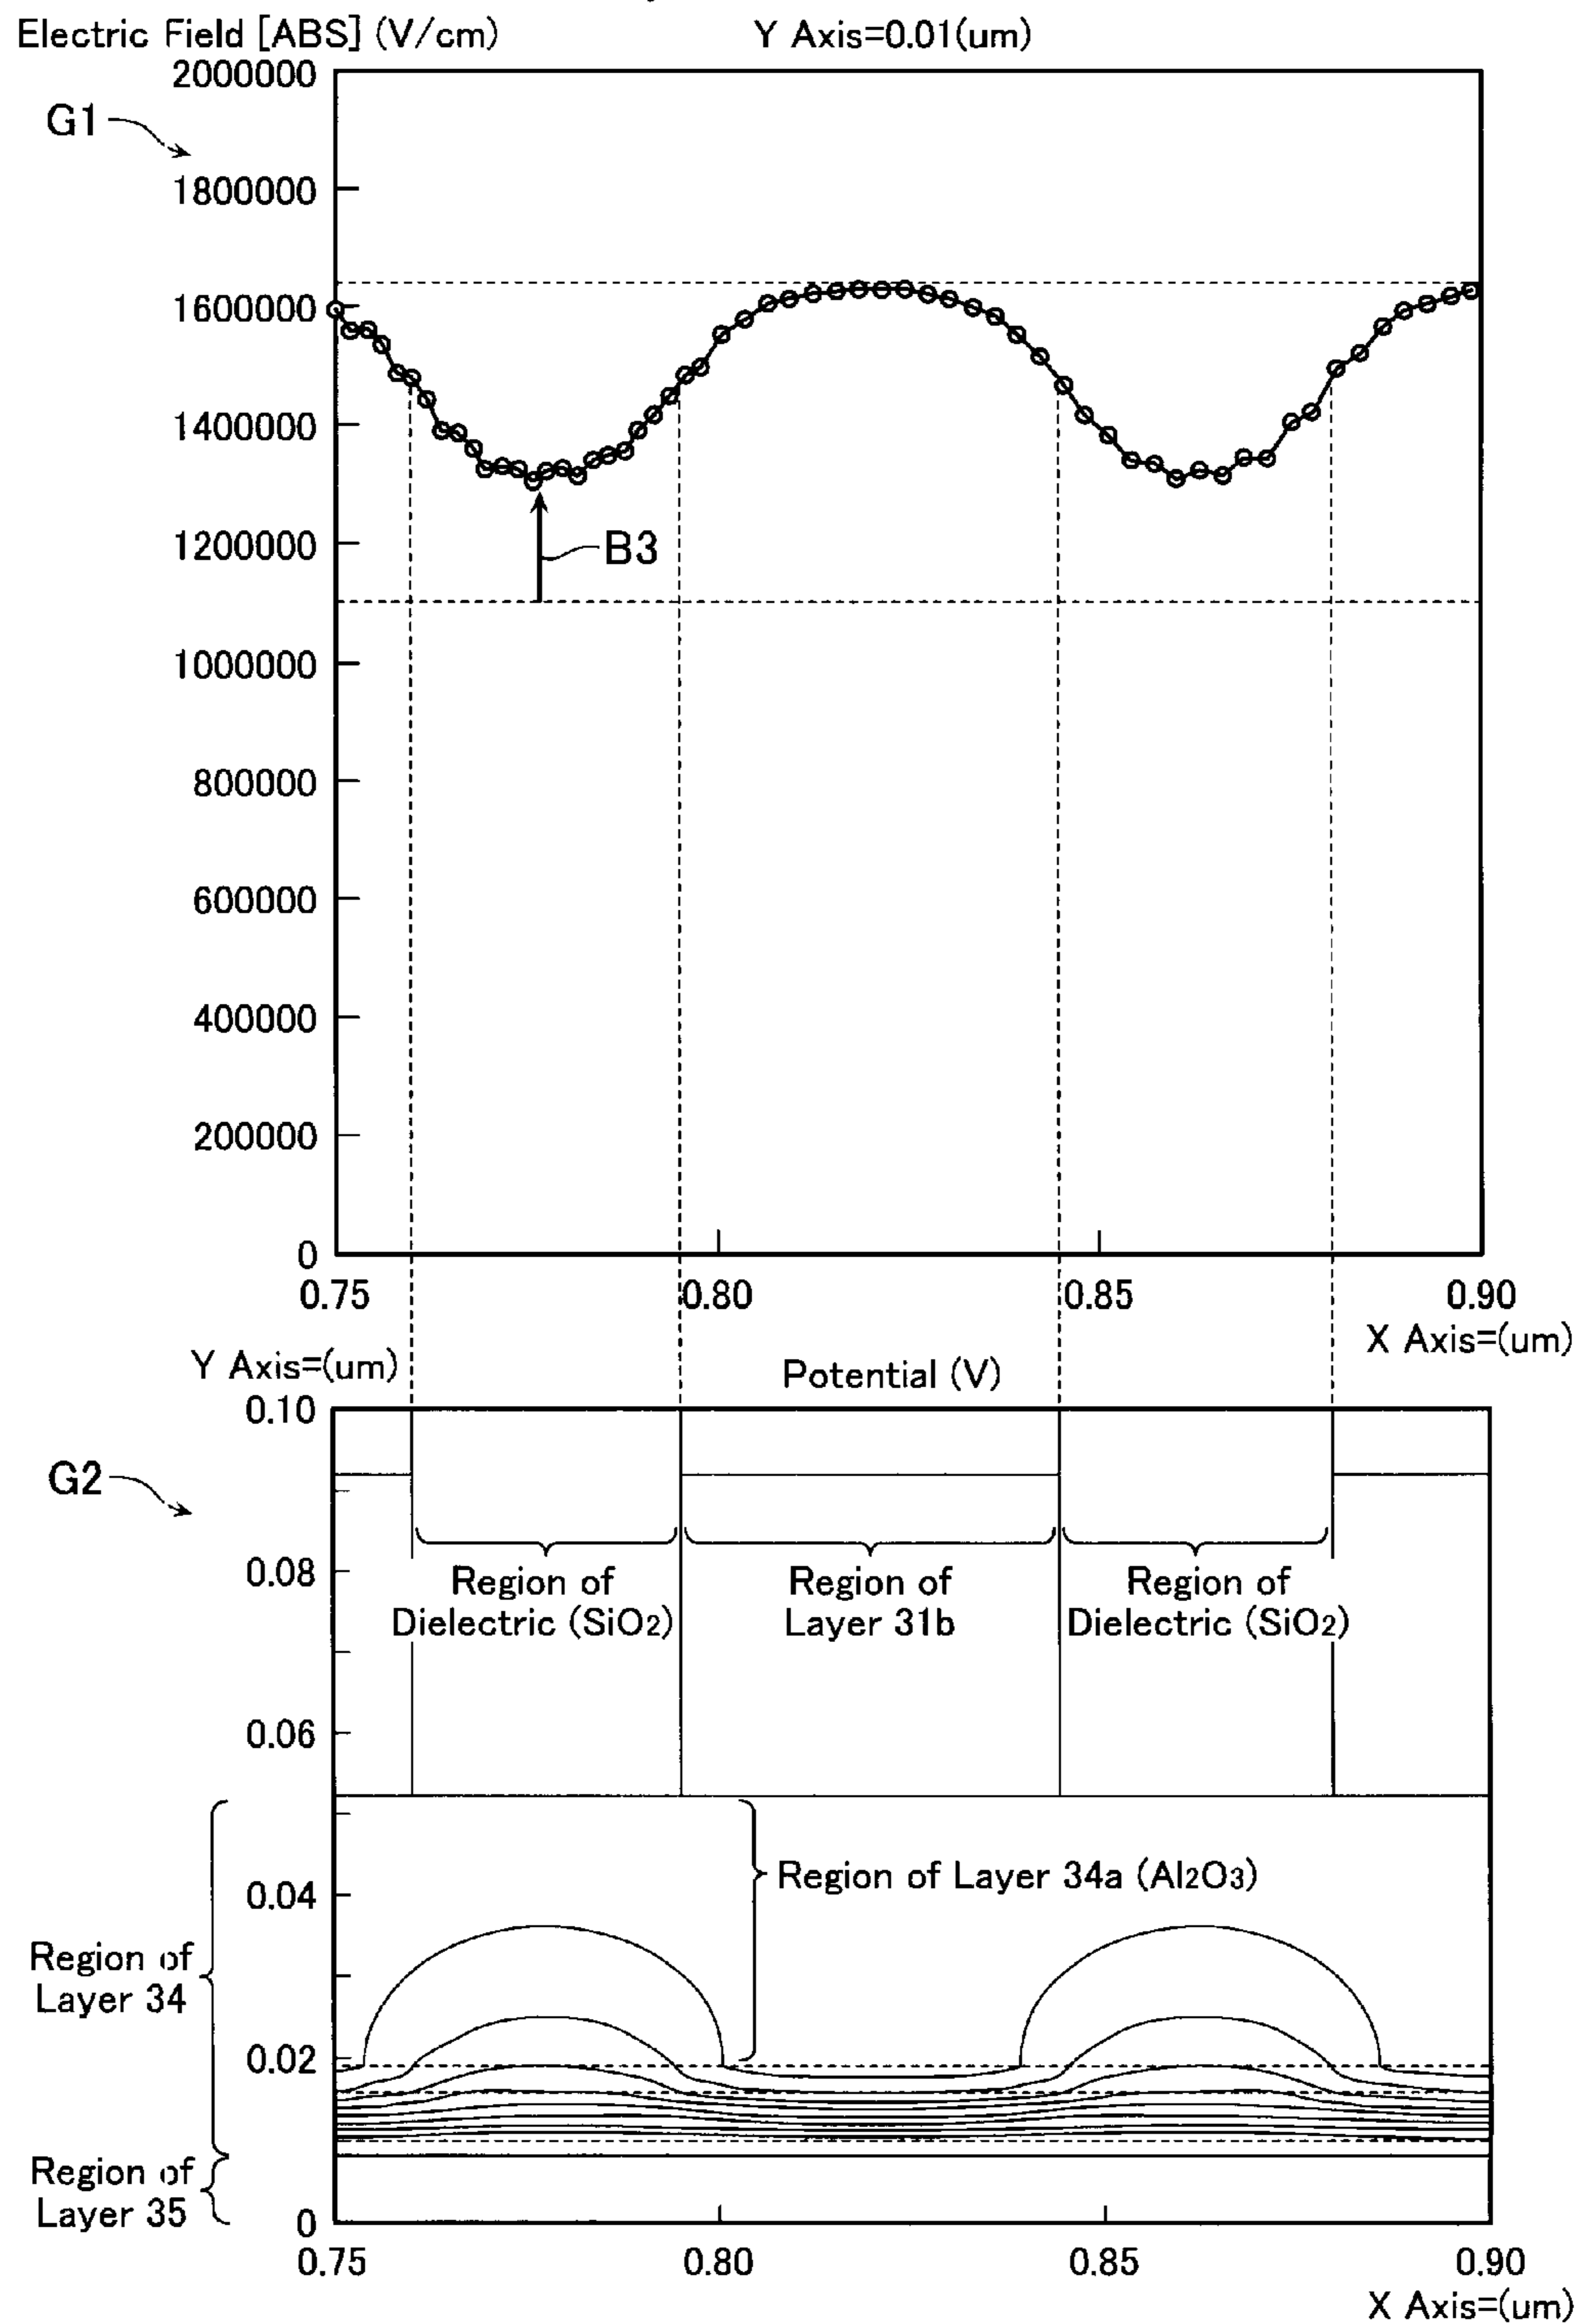 Electric Field [ABS] (V/cm)
Y Axis=0.01(um)
G1
2000000
1800000
1600000
1400000
1200000
1000000
800000
600000
400000
200000
0
B3
0.75
0.80
0.85
0.90
X Axis=(um)
Y Axis=(um)
Potential (V)
G2
0.10
0.08
0.06
0.04
0.02
0
Region of
Dielectric (SiO2)
Region of
Layer 31b
Region of
Dielectric (SiO2)
Region of Layer 34a (Al2O3)
Region of
Layer 34
Region of
Layer 35
0.75
0.80
0.85
0.90
X Axis=(um)